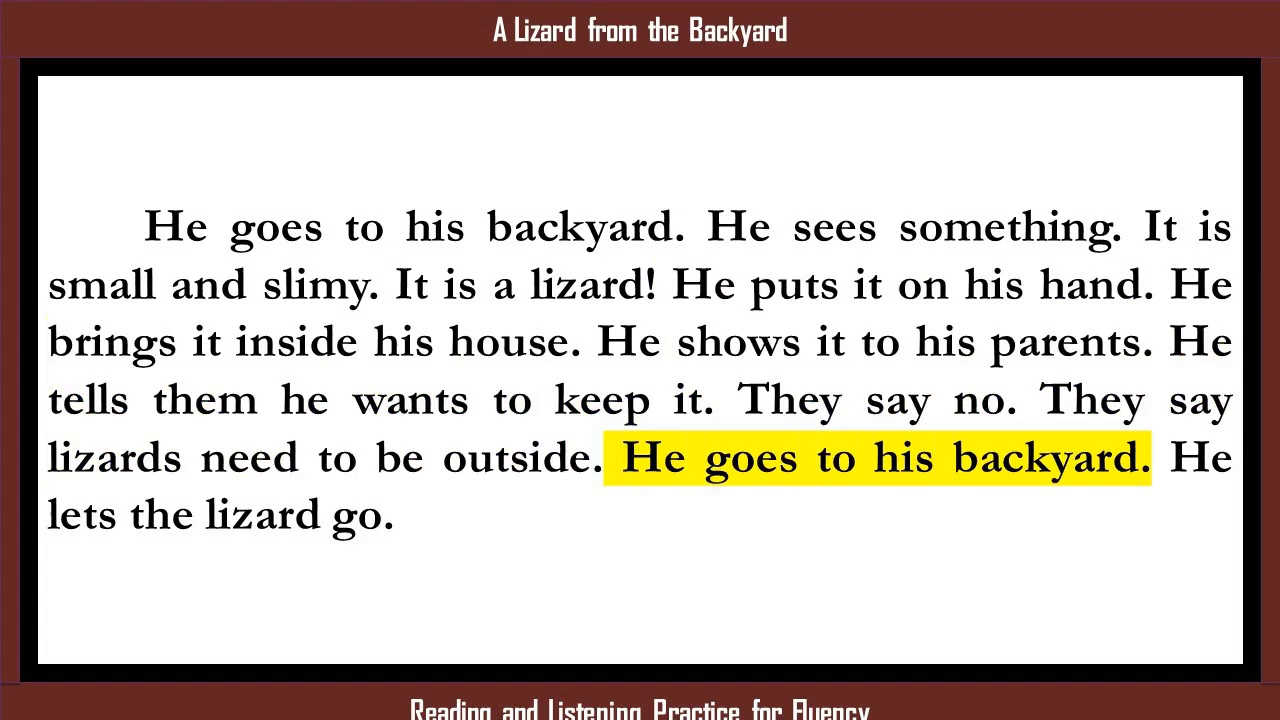 A Lizard from the Backyard
He goes to his backyard. He sees something. It is
small and slimy. It is a lizard! He puts it on his hand. He
brings it inside his house. He shows it to his parents. He
tells them he wants to keep it. They say no. They say
lizards need to be outside. He goes to his backyard. He
lets the lizard go.
Reading and Listening Practice for Fluency